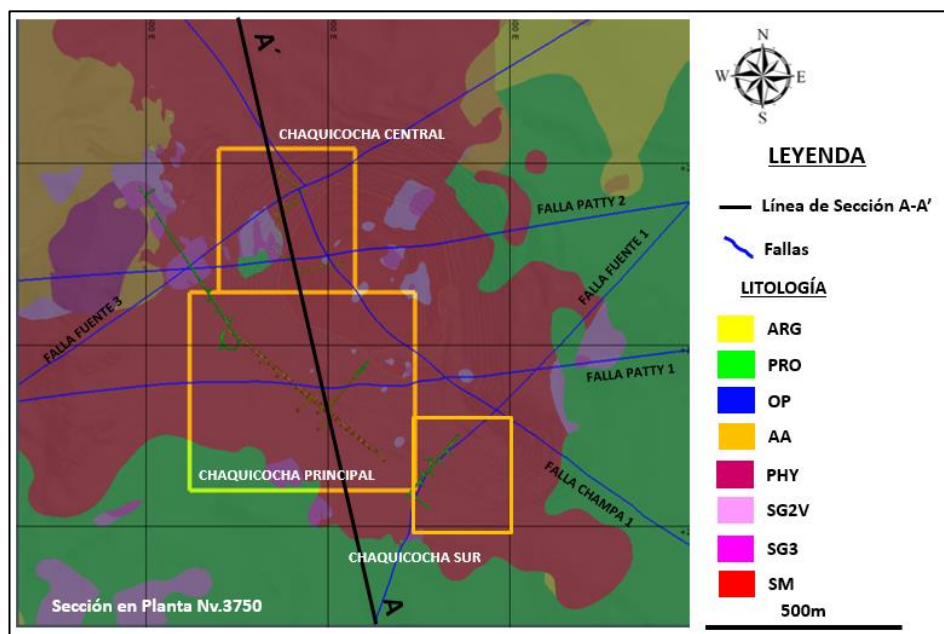 A´
CHAQUICOCHA CENTRAL
FALLA PATTY 2
FALLA FUENTE 1
FALLA FUENTE 3
FALLA PATTY 1
CHAQUICOCHA PRINCIPAL
FALLA CHAMPA 1
CHAQUICOCHA SUR
Sección en Planta Nv.3750
A
N
W
E
S
LEYENDA
Línea de Sección A-A’
Fallas
LITOLOGÍA
ARG
PRO
OP
AA
PHY
SG2V
SG3
SM
500m